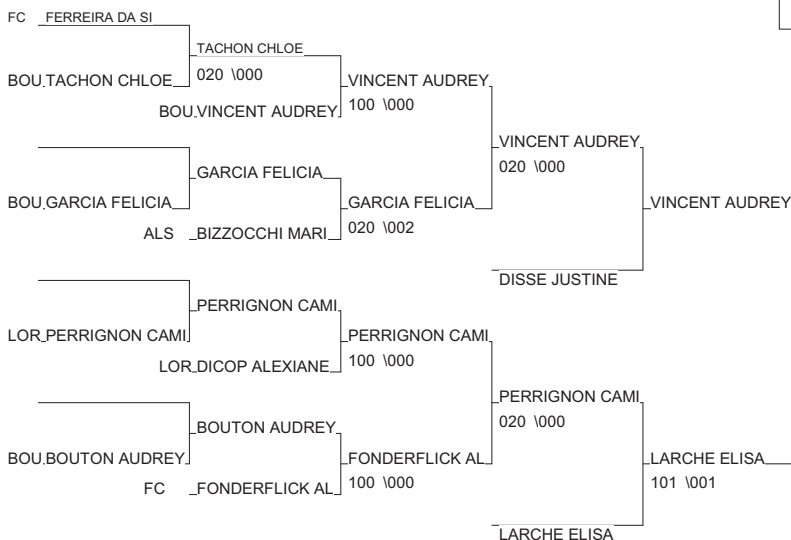 FC FERREIRA DA SI
TACHON CHLOE
BOU TACHON CHLOE 020 \000 VINCENT AUDREY
BOU VINCENT AUDREY 100 \000
VINCENT AUDREY
GARCIA FELICIA 020 \000
BOU GARCIA FELICIA GARCIA FELICIA VINCENT AUDREY
ALS BIZZOCCHI MARI 020 \002
DISSE JUSTINE
PERRIGNON CAMI
LOR PERRIGNON CAMI PERRIGNON CAMI
LOR DICOP ALEXIANE 100 \000
PERRIGNON CAMI
BOUTON AUDREY 020 \000
BOU BOUTON AUDREY FONDERFLICK AL LARCHE ELISA
FC FONDERFLICK AL 100 \000 101 \001
LARCHE ELISA